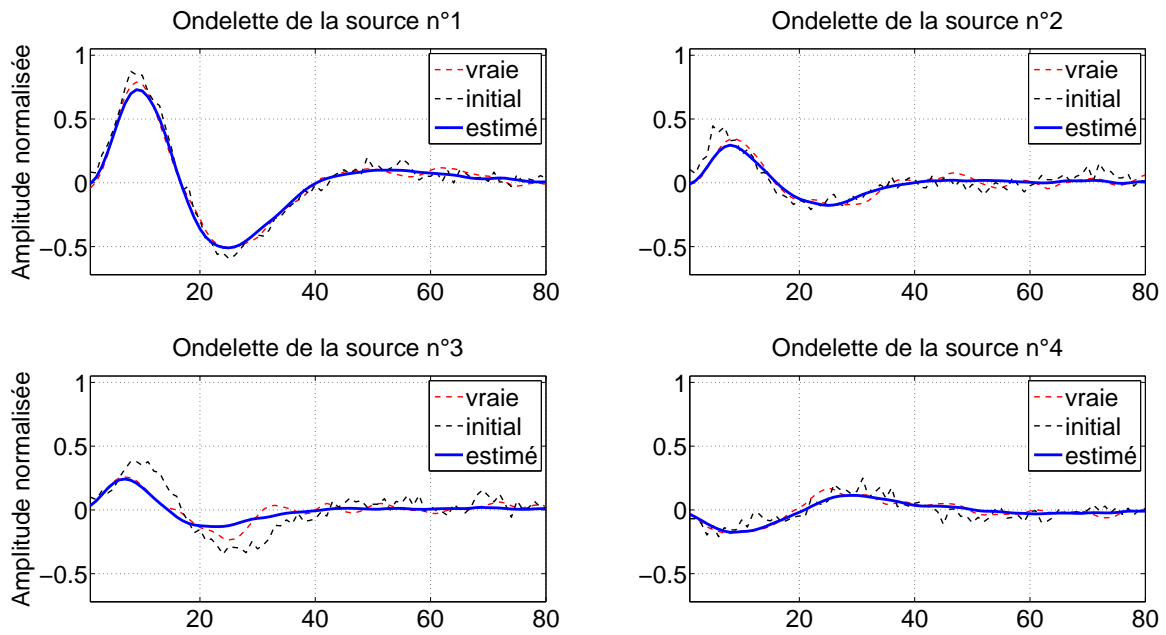 Ondelette de la source n°1
Amplitude normalisée
1
0.5
0
−0.5
20
40
60
80
vraie
initial
estimé
Ondelette de la source n°2
1
0.5
0
−0.5
20
40
60
80
vraie
initial
estimé
Ondelette de la source n°3
Amplitude normalisée
1
0.5
0
−0.5
20
40
60
80
vraie
initial
estimé
Ondelette de la source n°4
1
0.5
0
−0.5
20
40
60
80
vraie
initial
estimé